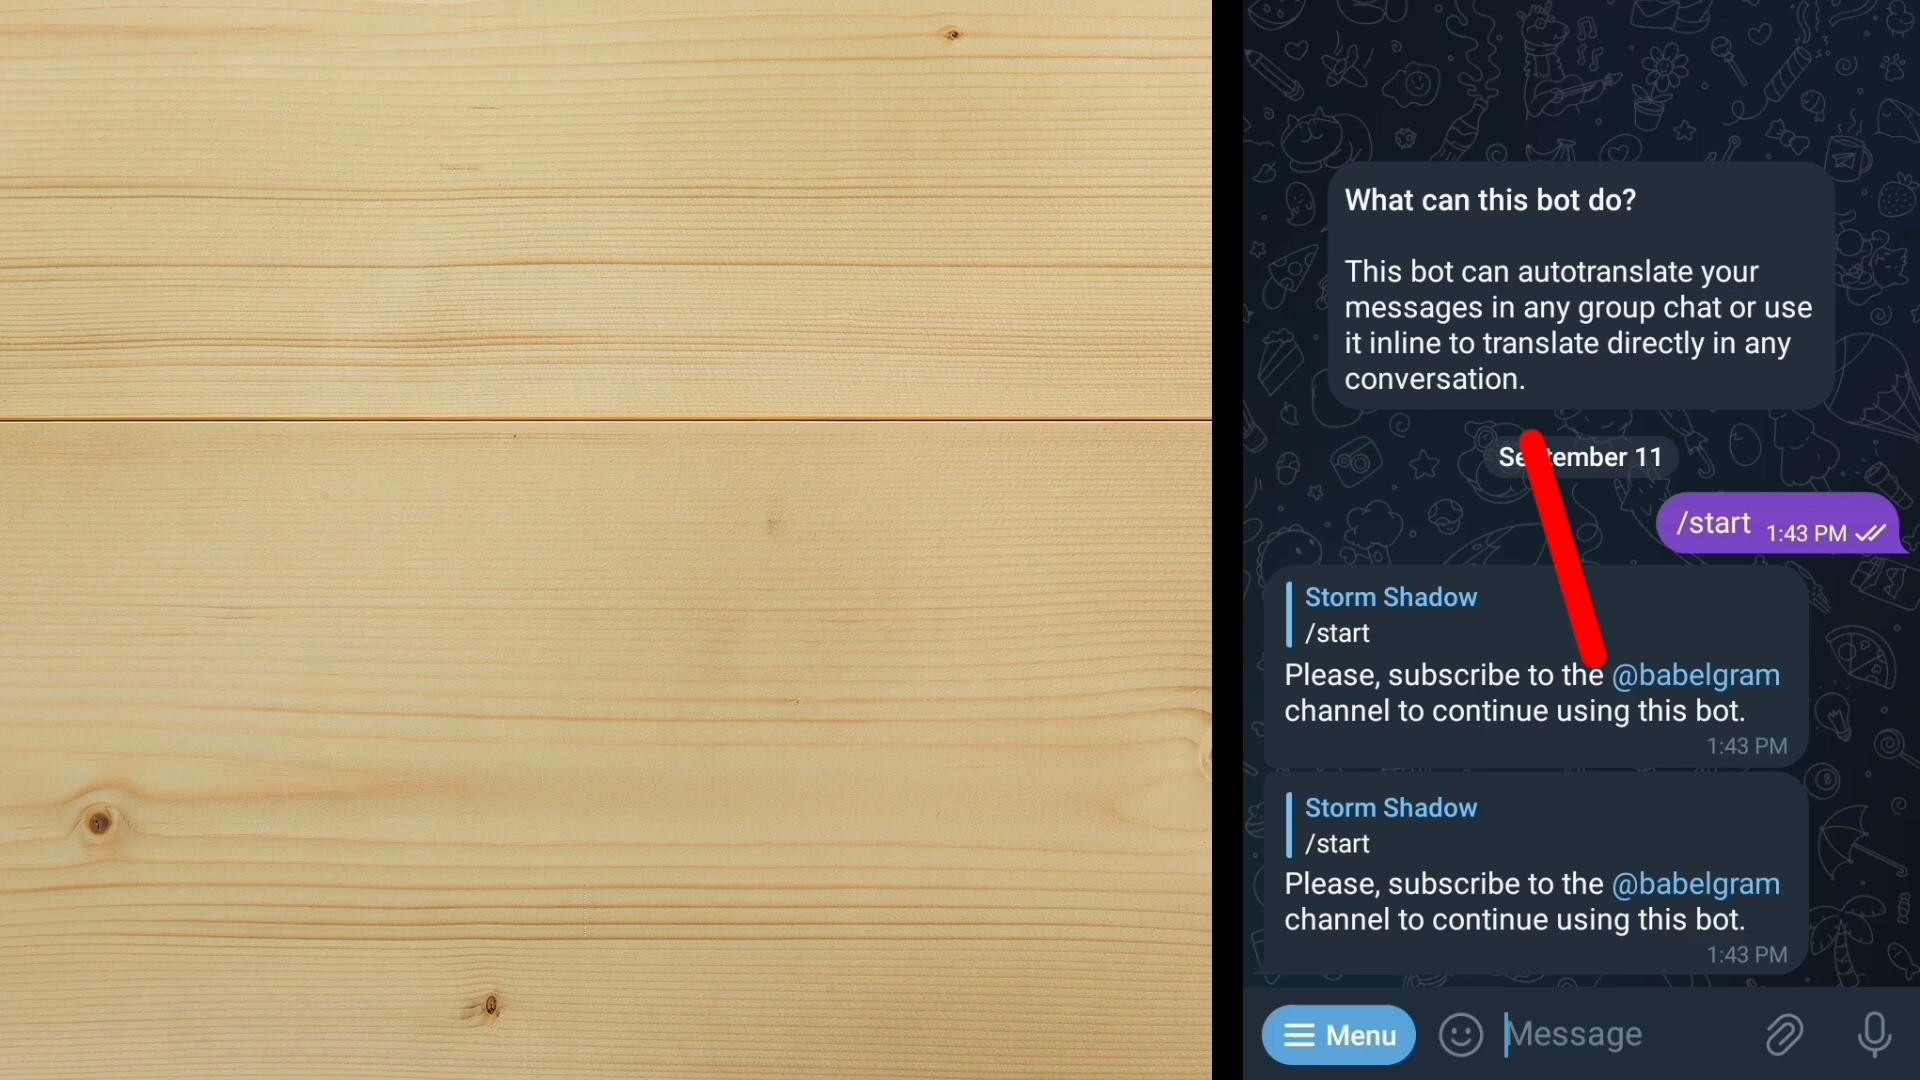 What can this bot do?
This bot can autotranslate your
messages in any group chat or use
it inline to translate directly in any
conversation.
September 11
/start 1:43 PM
Storm Shadow
/start
Please, subscribe to the @babelgram
channel to continue using this bot.
1:43 PM
Storm Shadow
/start
Please, subscribe to the @babelgram
channel to continue using this bot.
1:43 PM
Menu
Message